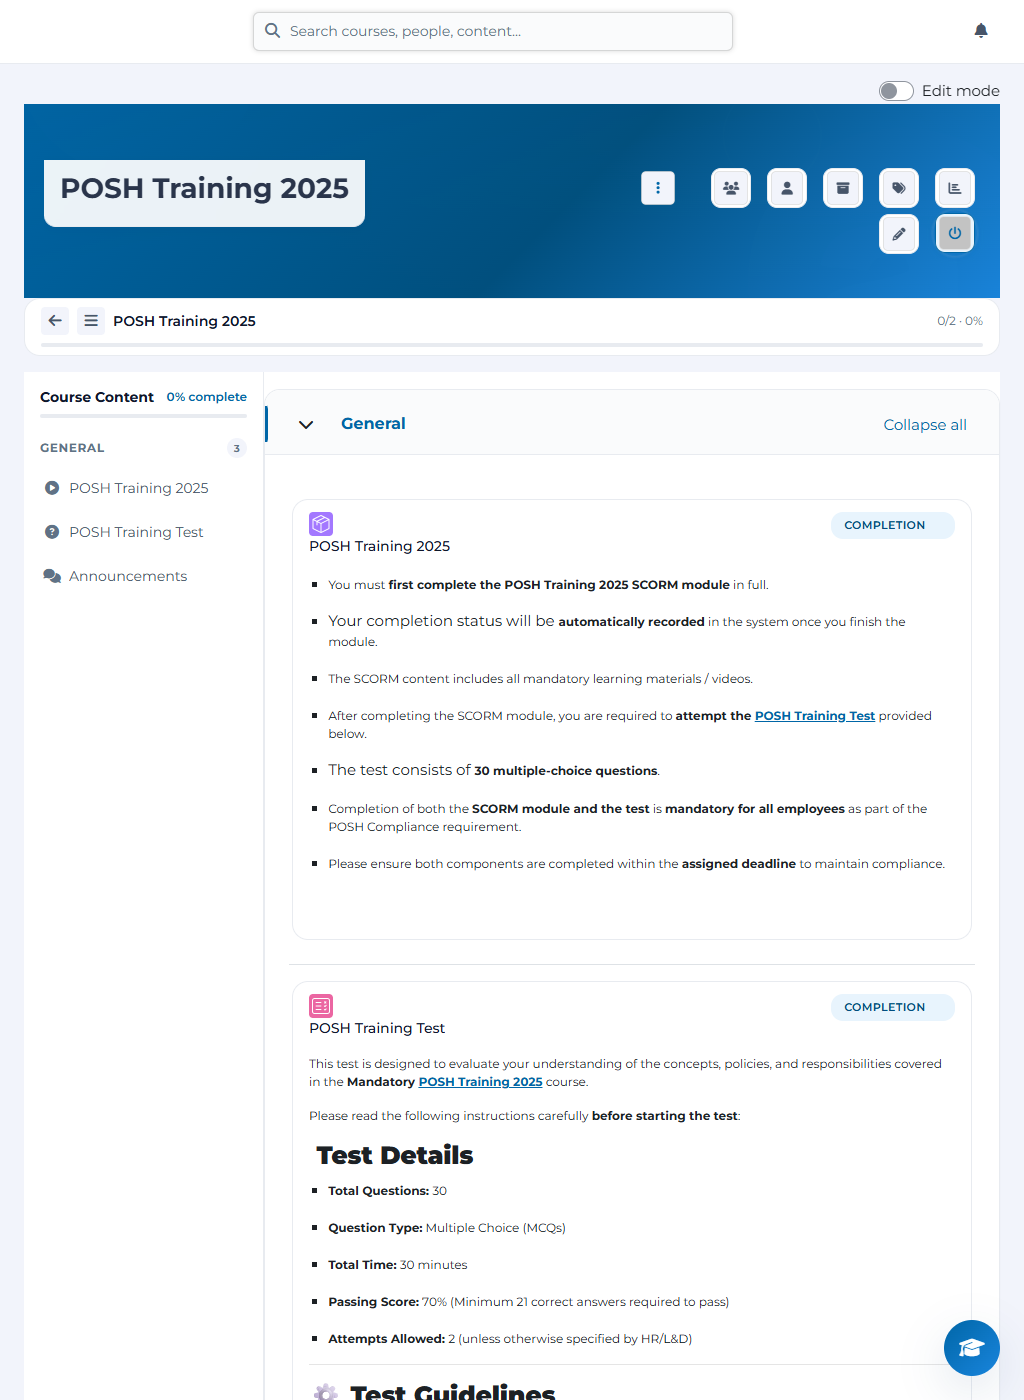 Search courses, people, content...
Edit mode
POSH Training 2025
POSH Training 2025
0/2 · 0%
Course Content 0% complete
GENERAL 3
POSH Training 2025
POSH Training Test
Announcements
General
Collapse all
COMPLETION
POSH Training 2025
You must first complete the POSH Training 2025 SCORM module in full.
Your completion status will be automatically recorded in the system once you finish the
module.
The SCORM content includes all mandatory learning materials / videos.
After completing the SCORM module, you are required to attempt the POSH Training Test provided
below.
The test consists of 30 multiple-choice questions.
Completion of both the SCORM module and the test is mandatory for all employees as part of the
POSH Compliance requirement.
Please ensure both components are completed within the assigned deadline to maintain compliance.
COMPLETION
POSH Training Test
This test is designed to evaluate your understanding of the concepts, policies, and responsibilities covered
in the Mandatory POSH Training 2025 course.
Please read the following instructions carefully before starting the test:
Test Details
Total Questions: 30
Question Type: Multiple Choice (MCQs)
Total Time: 30 minutes
Passing Score: 70% (Minimum 21 correct answers required to pass)
Attempts Allowed: 2 (unless otherwise specified by HR/L&D)
Test Guidelines